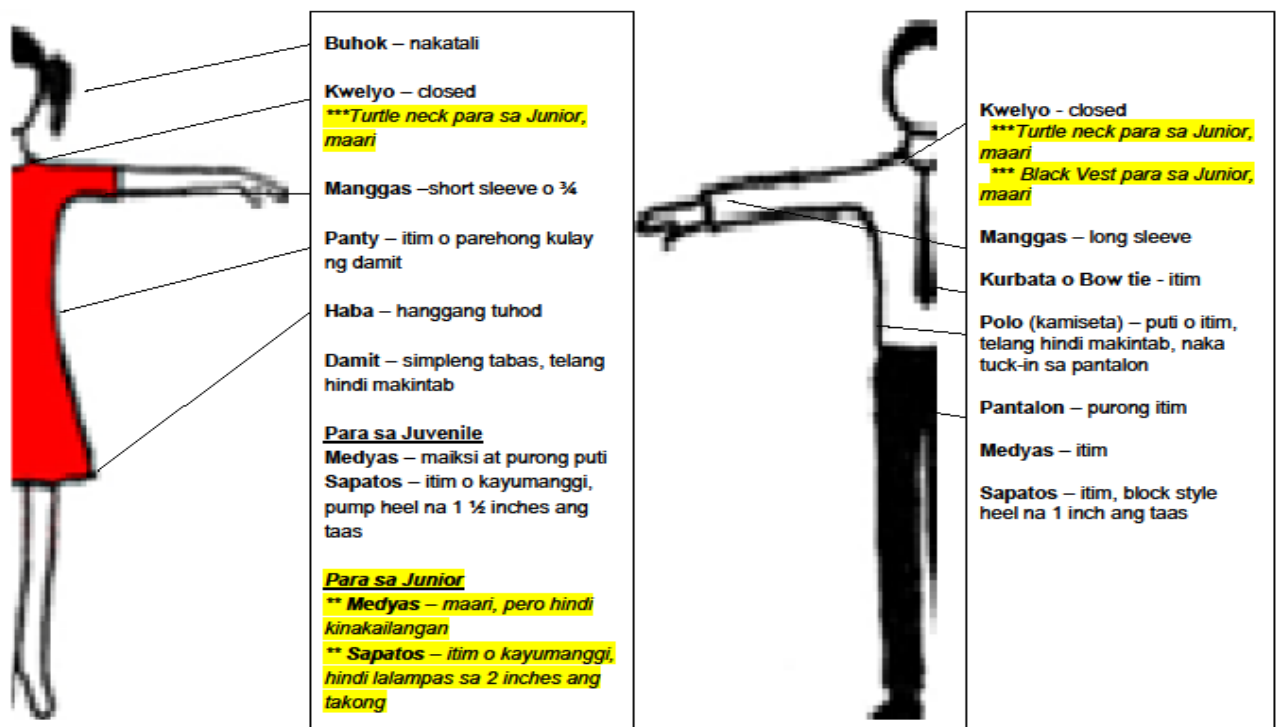 Buhok – nakatali
Kwelyo – closed
***Turtle neck para sa Junior,
maari
Manggas –short sleeve o ¾
Panty – itim o parehong kulay
ng damit
Haba – hanggang tuhod
Damit – simpleng tabas, telang
hindi makintab
Para sa Juvenile
Medyas – maiksi at purong puti
Sapatos – itim o kayumanggi,
pump heel na 1 ½ inches ang
taas
Para sa Junior
** Medyas – maari, pero hindi
kinakailangan
** Sapatos – itim o kayumanggi,
hindi lalampas sa 2 inches ang
takong
Kwelyo - closed
***Turtle neck para sa Junior,
maari
*** Black Vest para sa Junior,
maari
Manggas – long sleeve
Kurbata o Bow tie - itim
Polo (kamiseta) – puti o itim,
telang hindi makintab, naka
tuck-in sa pantalon
Pantalon – purong itim
Medyas – itim
Sapatos – itim, block style
heel na 1 inch ang taas